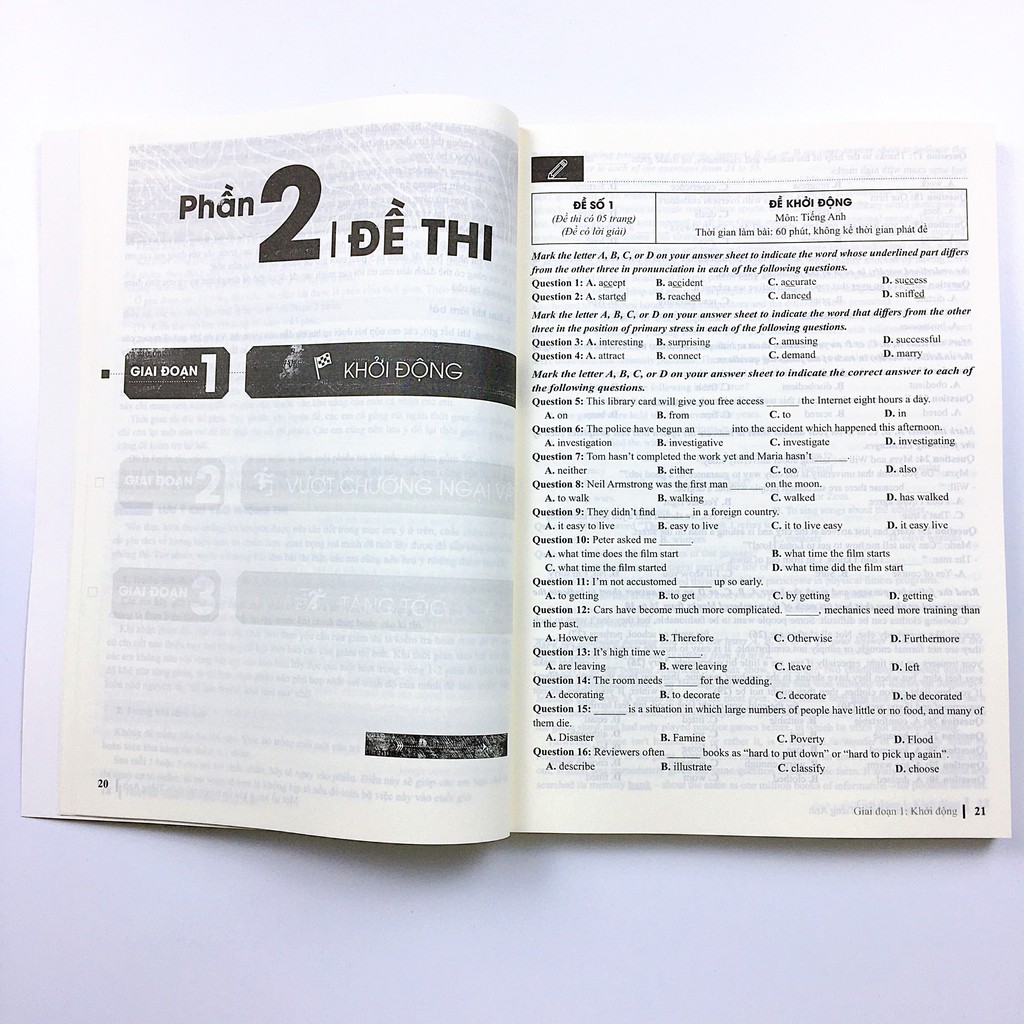 Phần 2 | ĐỀ THI
GIAI ĐOẠN 1 KHỞI ĐỘNG
GIAI ĐOẠN 2 VƯỢT CHƯỚNG NGẠI
GIAI ĐOẠN 3 TĂNG TỐC
20
ĐỀ SỐ 1
(Đề thi có 05 trang)
(Đề có lời giải)
ĐỀ KHỞI ĐỘNG
Môn: Tiếng Anh
Thời gian làm bài: 60 phút, không kể thời gian phát đề
Mark the letter A, B, C, or D on your answer sheet to indicate the word whose underlined part differs
from the other three in pronunciation in each of the following questions.
Question 1: A. accept B. accident C. accurate D. success
Question 2: A. started B. reached C. danced D. sniffed
Mark the letter A, B, C, or D on your answer sheet to indicate the word that differs from the other
three in the position of primary stress in each of the following questions.
Question 3: A. interesting B. surprising C. amusing D. successful
Question 4: A. attract B. connect C. demand D. marry
Mark the letter A, B, C, or D on your answer sheet to indicate the correct answer to each of
the following questions.
Question 5: This library card will give you free access ______ the Internet eight hours a day.
A. on B. from C. to D. in
Question 6: The police have begun an ______ into the accident which happened this afternoon.
A. investigation B. investigative C. investigate D. investigating
Question 7: Tom hasn't completed the work yet and Maria hasn't ______.
A. neither B. either C. too D. also
Question 8: Neil Armstrong was the first man ______ on the moon.
A. to walk B. walking C. walked D. has walked
Question 9: They didn't find ______ in a foreign country.
A. it easy to live B. easy to live C. it to live easy D. it easy live
Question 10: Peter asked me ______.
A. what time does the film start B. what time the film starts
C. what time the film started D. what time did the film start
Question 11: I'm not accustomed ______ up so early.
A. to getting B. to get C. by getting D. getting
Question 12: Cars have become much more complicated. ______, mechanics need more training than
in the past.
A. However B. Therefore C. Otherwise D. Furthermore
Question 13: It's high time we ______.
A. are leaving B. were leaving C. leave D. left
Question 14: The room needs ______ for the wedding.
A. decorating B. to decorate C. decorate D. be decorated
Question 15: ______ is a situation in which large numbers of people have little or no food, and many of
them die.
A. Disaster B. Famine C. Poverty D. Flood
Question 16: Reviewers often ______ books as “hard to put down” or “hard to pick up again”.
A. describe B. illustrate C. classify D. choose
Giai đoạn 1: Khởi động | 21